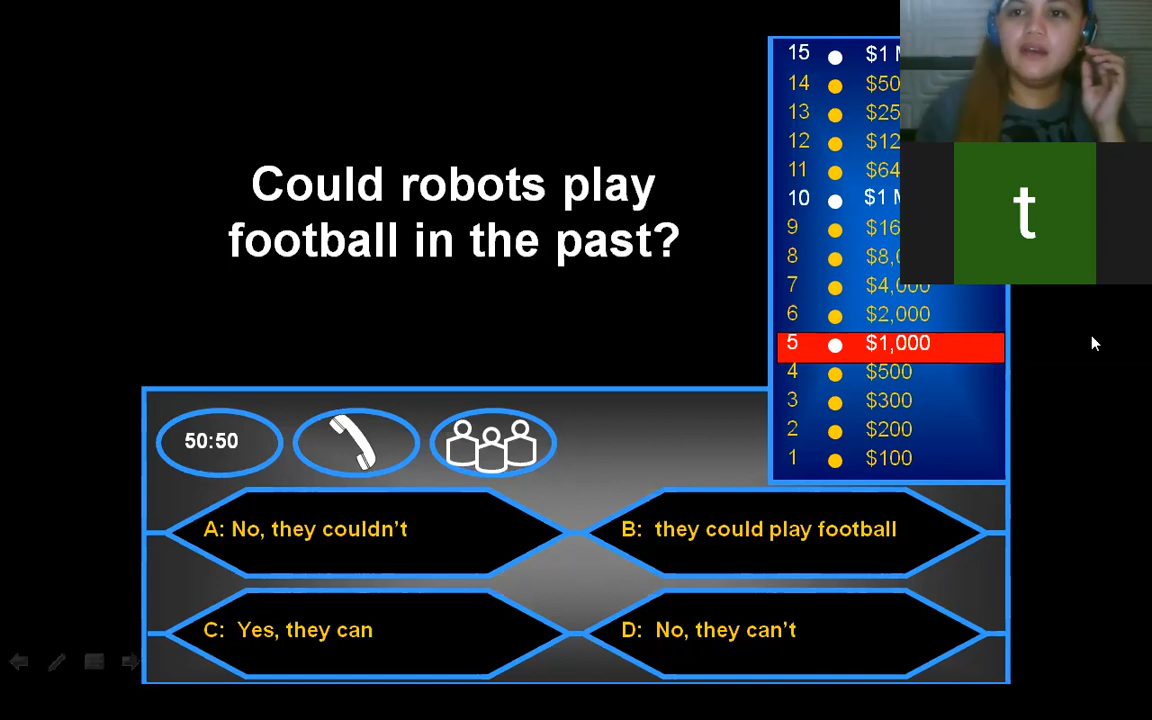 Could robots play
football in the past?
15 $1
14 $50
13 $25
12 $12
11 $64
10 $1
9 $16
8 $8,
7 $4,000
6 $2,000
5 $1,000
4 $500
3 $300
2 $200
1 $100
t
50:50
A: No, they couldn't
B: they could play football
C: Yes, they can
D: No, they can't